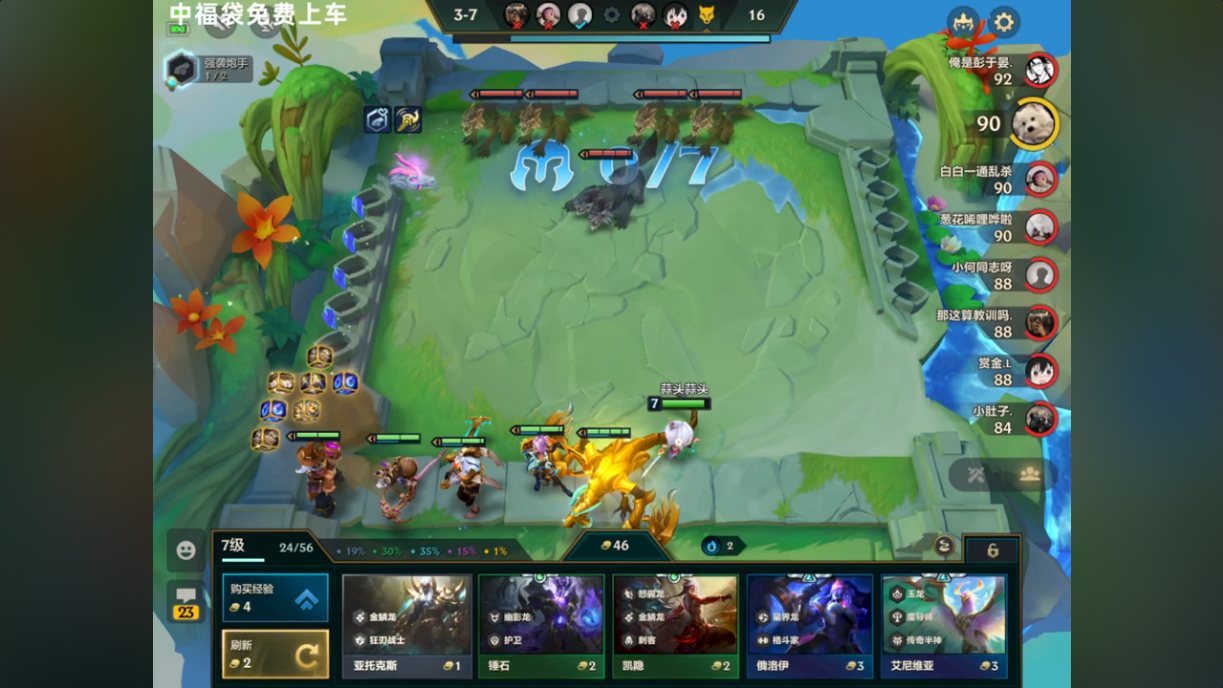 中福袋免费上车
3-7
16
强袭炮手
1/2
0/7
俺是彭于晏.
92
90
白白一通乱杀
90
葱花唏哩哗啦
90
小何同志呀
88
那这算教训吗.
88
赏金.L
88
小肚子.
84
蒜头蒜头
7
7级
24/56
19% 30% 35% 15% 1%
46
2
6
23
购买经验
4
刷新
2
金鳞龙
狂刃战士
亚托克斯
1
幽影龙
护卫
锤石
2
怒翼龙
金鳞龙
刺客
凯隐
2
星界龙
格斗家
俄洛伊
3
玉龙
魔导师
传奇半神
艾尼维亚
3